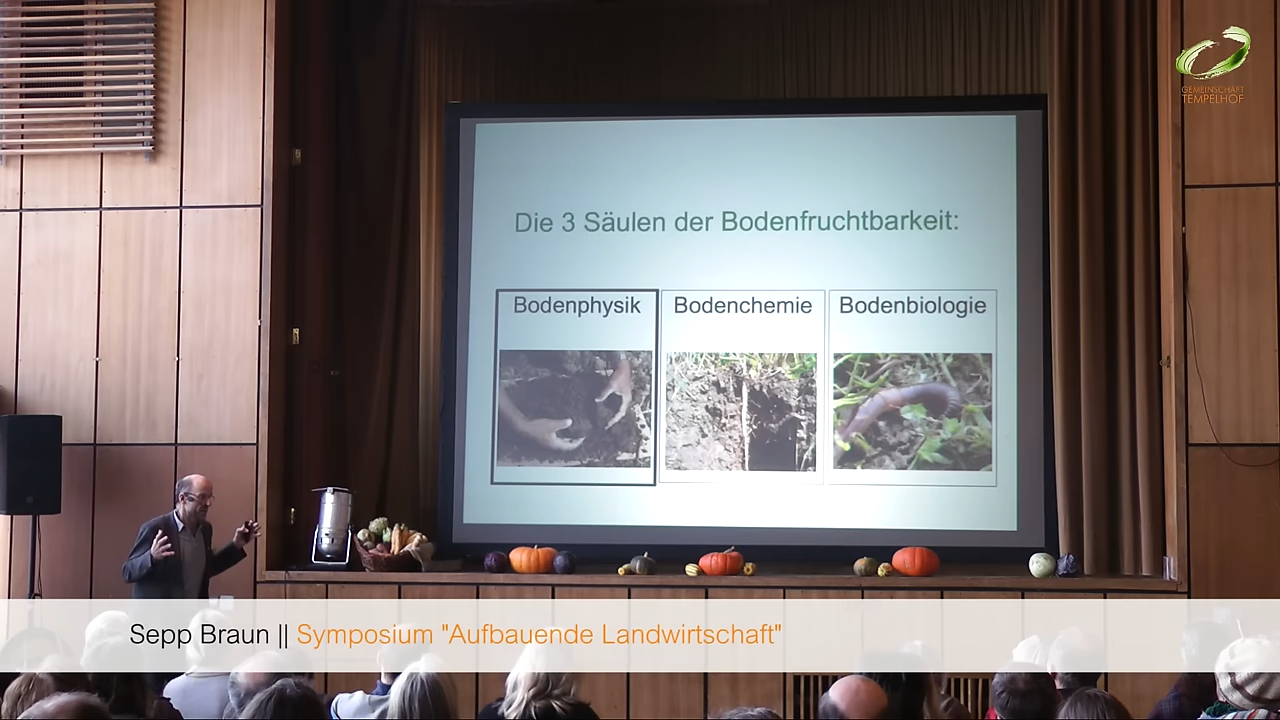 GEMEINSCHAFT
TEMPELHOF
Die 3 Säulen der Bodenfruchtbarkeit:
Bodenphysik
Bodenchemie
Bodenbiologie
Sepp Braun || Symposium "Aufbauende Landwirtschaft"